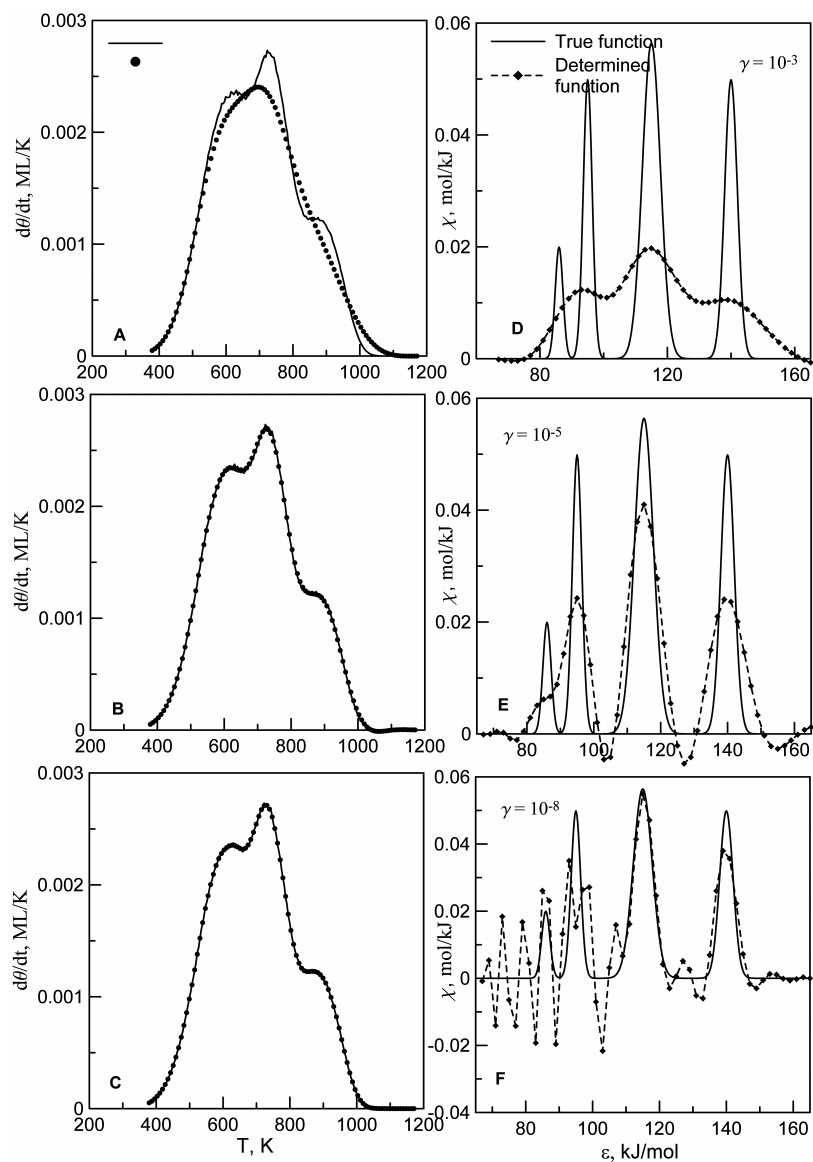 0.003
0.002
0.001
0
dθ/dt, ML/K
A
200 400 600 800 1000 1200
0.06
0.04
0.02
0
χ, mol/kJ
True function
Determined
function
γ = 10-3
D
80 120 160
0.003
0.002
0.001
0
dθ/dt, ML/K
B
200 400 600 800 1000 1200
0.06
0.04
0.02
0
χ, mol/kJ
γ = 10-5
E
80 100 120 140 160
0.003
0.002
0.001
0
dθ/dt, ML/K
C
200 400 600 800 1000 1200
T, K
0.06
0.04
0.02
0
-0.02
-0.04
χ, mol/kJ
γ = 10-8
F
80 100 120 140 160
ε, kJ/mol